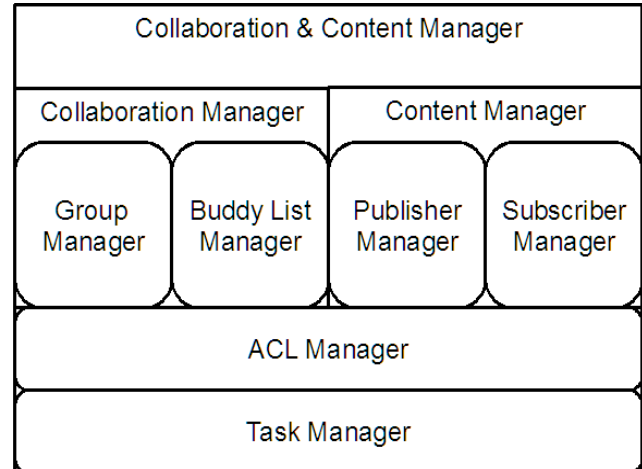 Collaboration & Content Manager
Collaboration Manager
Content Manager
Group
Manager
Buddy List
Manager
Publisher
Manager
Subscriber
Manager
ACL Manager
Task Manager